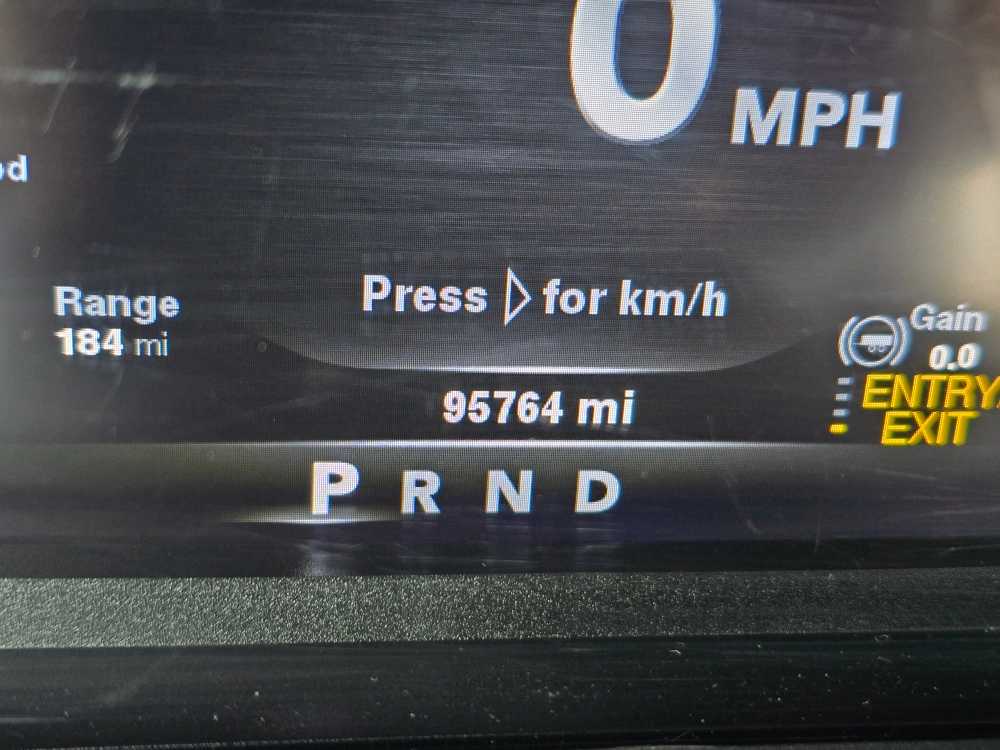 0 MPH
Range
184 mi
Press ▷ for km/h
Gain
0.0
95764 mi
ENTRY/
EXIT
P R N D